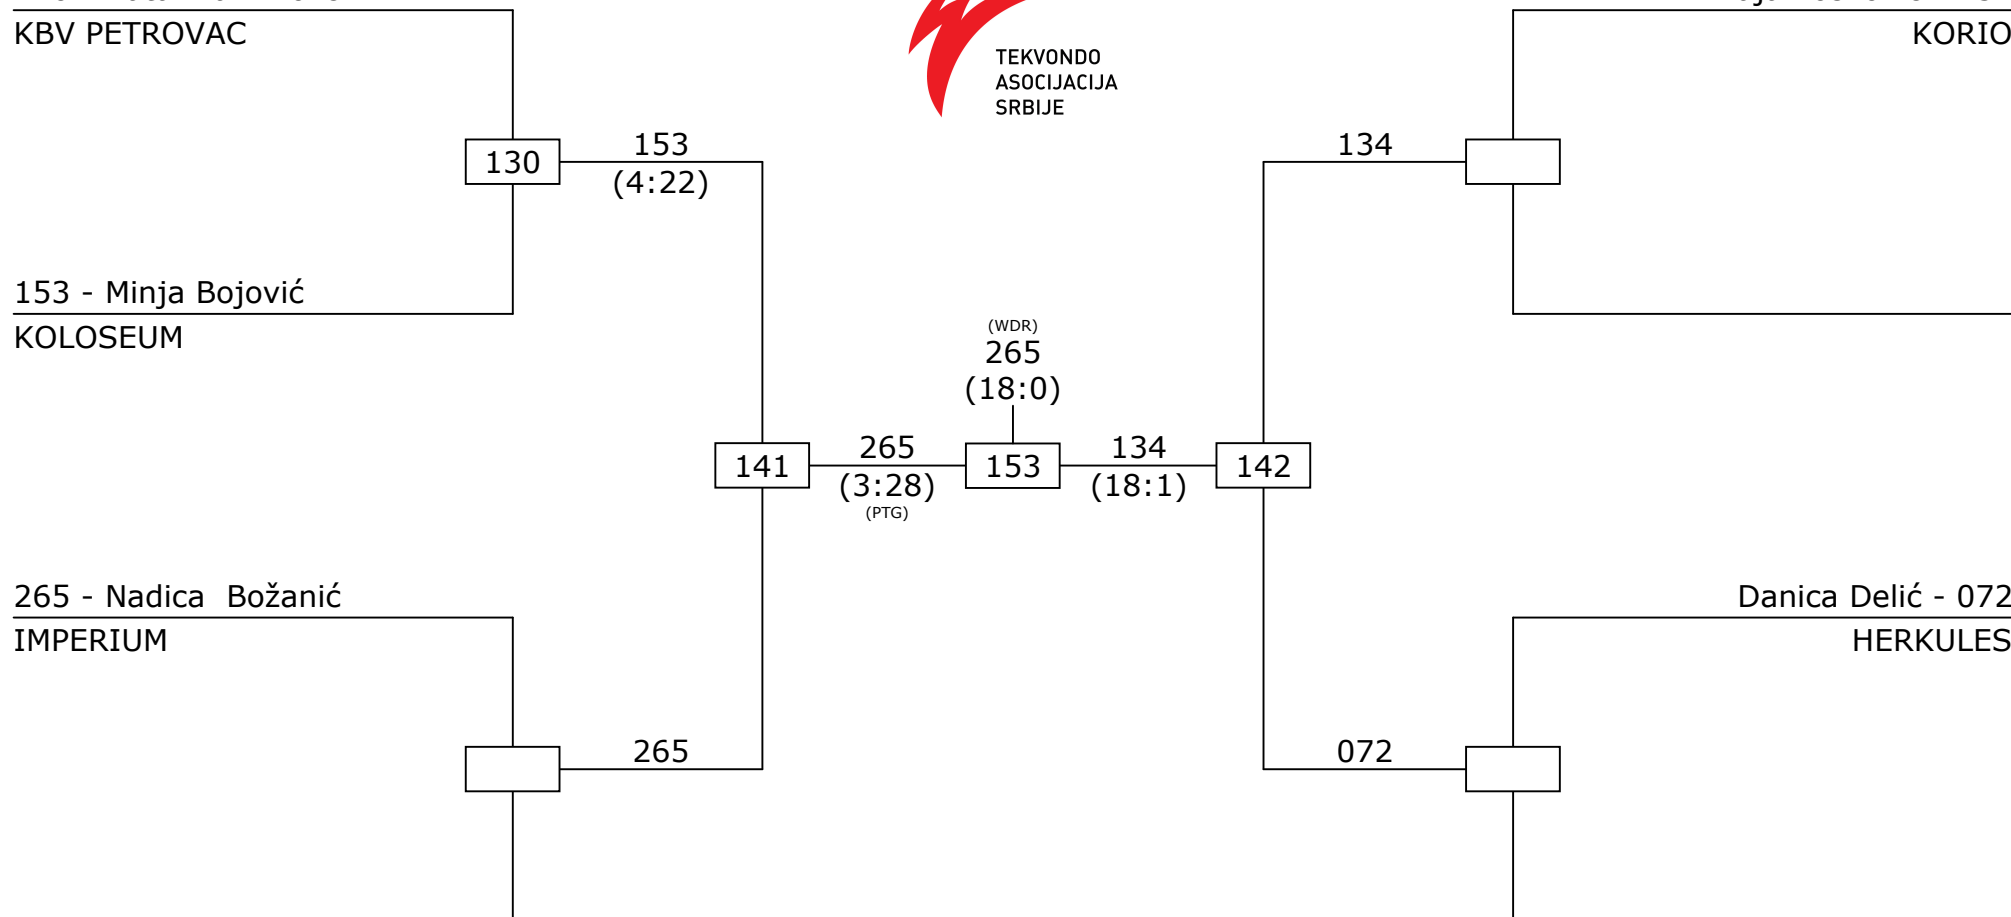 KBV PETROVAC
KORIO
TEKVONDO
ASOCIJACIJA
SRBIJE
130
153
(4:22)
134
153 - Minja Bojović
KOLOSEUM
(WDR)
265
(18:0)
141
265
(3:28)
(PTG)
153
134
(18:1)
142
265 - Nadica  Božanić
IMPERIUM
Danica Delić - 072
HERKULES
265
072